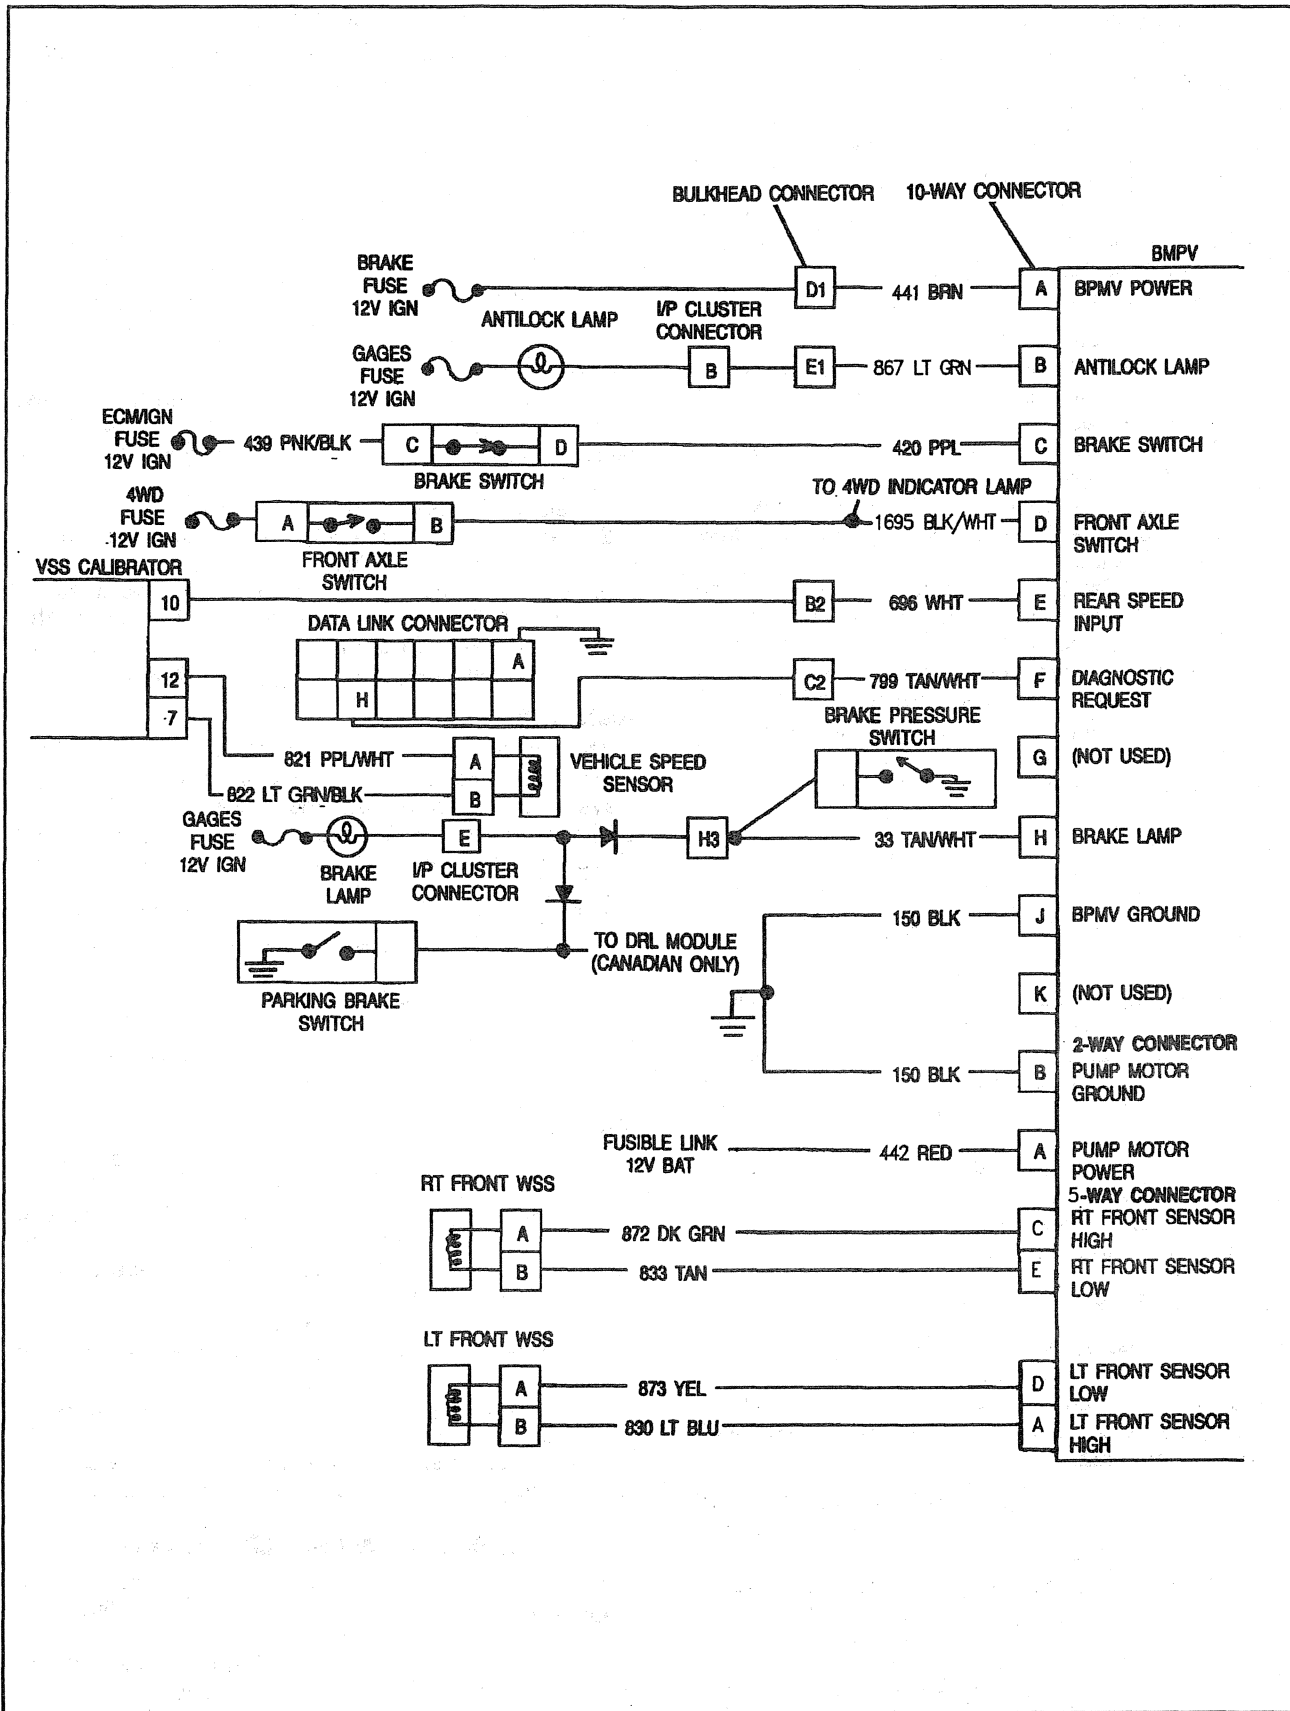 BULKHEAD CONNECTOR
10-WAY CONNECTOR
BMPV
BRAKE
FUSE
12V IGN
D1
441 BRN
A
BPMV POWER
ANTILOCK LAMP
I/P CLUSTER
CONNECTOR
GAGES
FUSE
12V IGN
B
E1
867 LT GRN
B
ANTILOCK LAMP
ECM/IGN
FUSE
12V IGN
439 PNK/BLK
C
D
BRAKE SWITCH
420 PPL
C
BRAKE SWITCH
4WD
FUSE
12V IGN
A
B
FRONT AXLE
SWITCH
TO 4WD INDICATOR LAMP
1695 BLK/WHT
D
FRONT AXLE
SWITCH
VSS CALIBRATOR
10
B2
696 WHT
E
REAR SPEED
INPUT
DATA LINK CONNECTOR
A
H
12
7
C2
799 TAN/WHT
F
DIAGNOSTIC
REQUEST
BRAKE PRESSURE
SWITCH
G
(NOT USED)
821 PPL/WHT
A
822 LT GRN/BLK
B
VEHICLE SPEED
SENSOR
GAGES
FUSE
12V IGN
BRAKE
LAMP
E
I/P CLUSTER
CONNECTOR
H3
33 TAN/WHT
H
BRAKE LAMP
150 BLK
J
BPMV GROUND
TO DRL MODULE
(CANADIAN ONLY)
PARKING BRAKE
SWITCH
K
(NOT USED)
2-WAY CONNECTOR
150 BLK
B
PUMP MOTOR
GROUND
FUSIBLE LINK
12V BAT
442 RED
A
PUMP MOTOR
POWER
5-WAY CONNECTOR
RT FRONT WSS
A
872 DK GRN
C
RT FRONT SENSOR
HIGH
B
833 TAN
E
RT FRONT SENSOR
LOW
LT FRONT WSS
A
873 YEL
D
LT FRONT SENSOR
LOW
B
830 LT BLU
A
LT FRONT SENSOR
HIGH